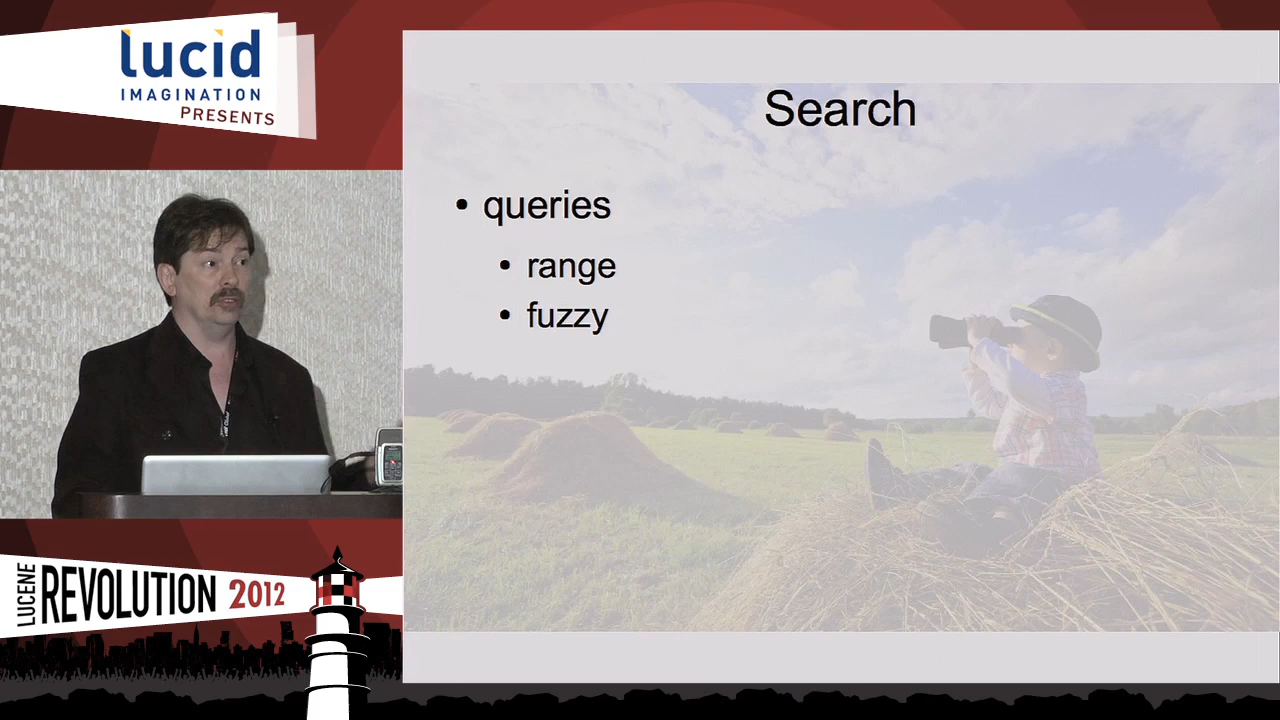 lucid
IMAGINATION
PRESENTS
Search
• queries
• range
• fuzzy
LUCENE REVOLUTION 2012